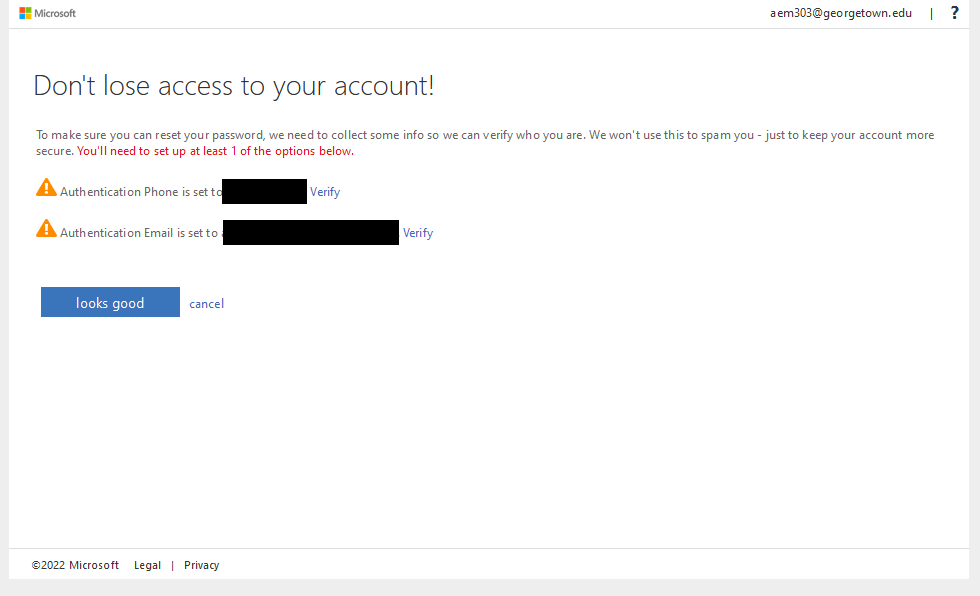 Microsoft
aem303@georgetown.edu | ?
Don't lose access to your account!
To make sure you can reset your password, we need to collect some info so we can verify who you are. We won't use this to spam you - just to keep your account more
secure. You'll need to set up at least 1 of the options below.
Authentication Phone is set to Verify
Authentication Email is set to Verify
looks good cancel
©2022 Microsoft Legal | Privacy